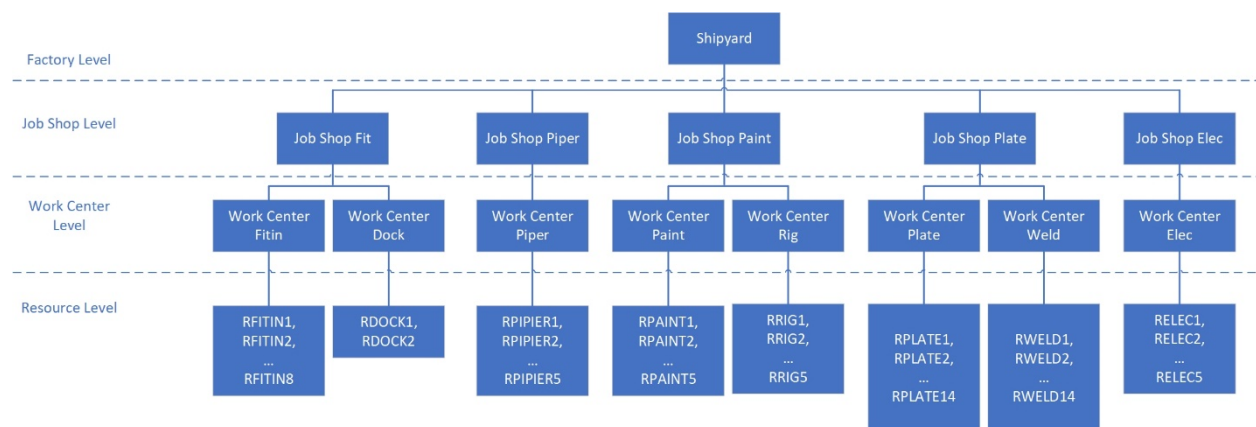 Shipyard
Factory Level
Job Shop Level
Job Shop Fit
Job Shop Piper
Job Shop Paint
Job Shop Plate
Job Shop Elec
Work Center
Level
Work Center
Fitin
Work Center
Dock
Work Center
Piper
Work Center
Paint
Work Center
Rig
Work Center
Plate
Work Center
Weld
Work Center
Elec
Resource Level
RFITIN1,
RFITIN2,
...
RFITIN8
RDOCK1,
RDOCK2
RPIPIER1,
RPIPIER2,
...
RPIPIER5
RPAINT1,
RPAINT2,
...
RPAINT5
RRIG1,
RRIG2,
...
RRIG5
RPLATE1,
RPLATE2,
...
RPLATE14
RWELD1,
RWELD2,
...
RWELD14
RELEC1,
RELEC2,
...
RELEC5